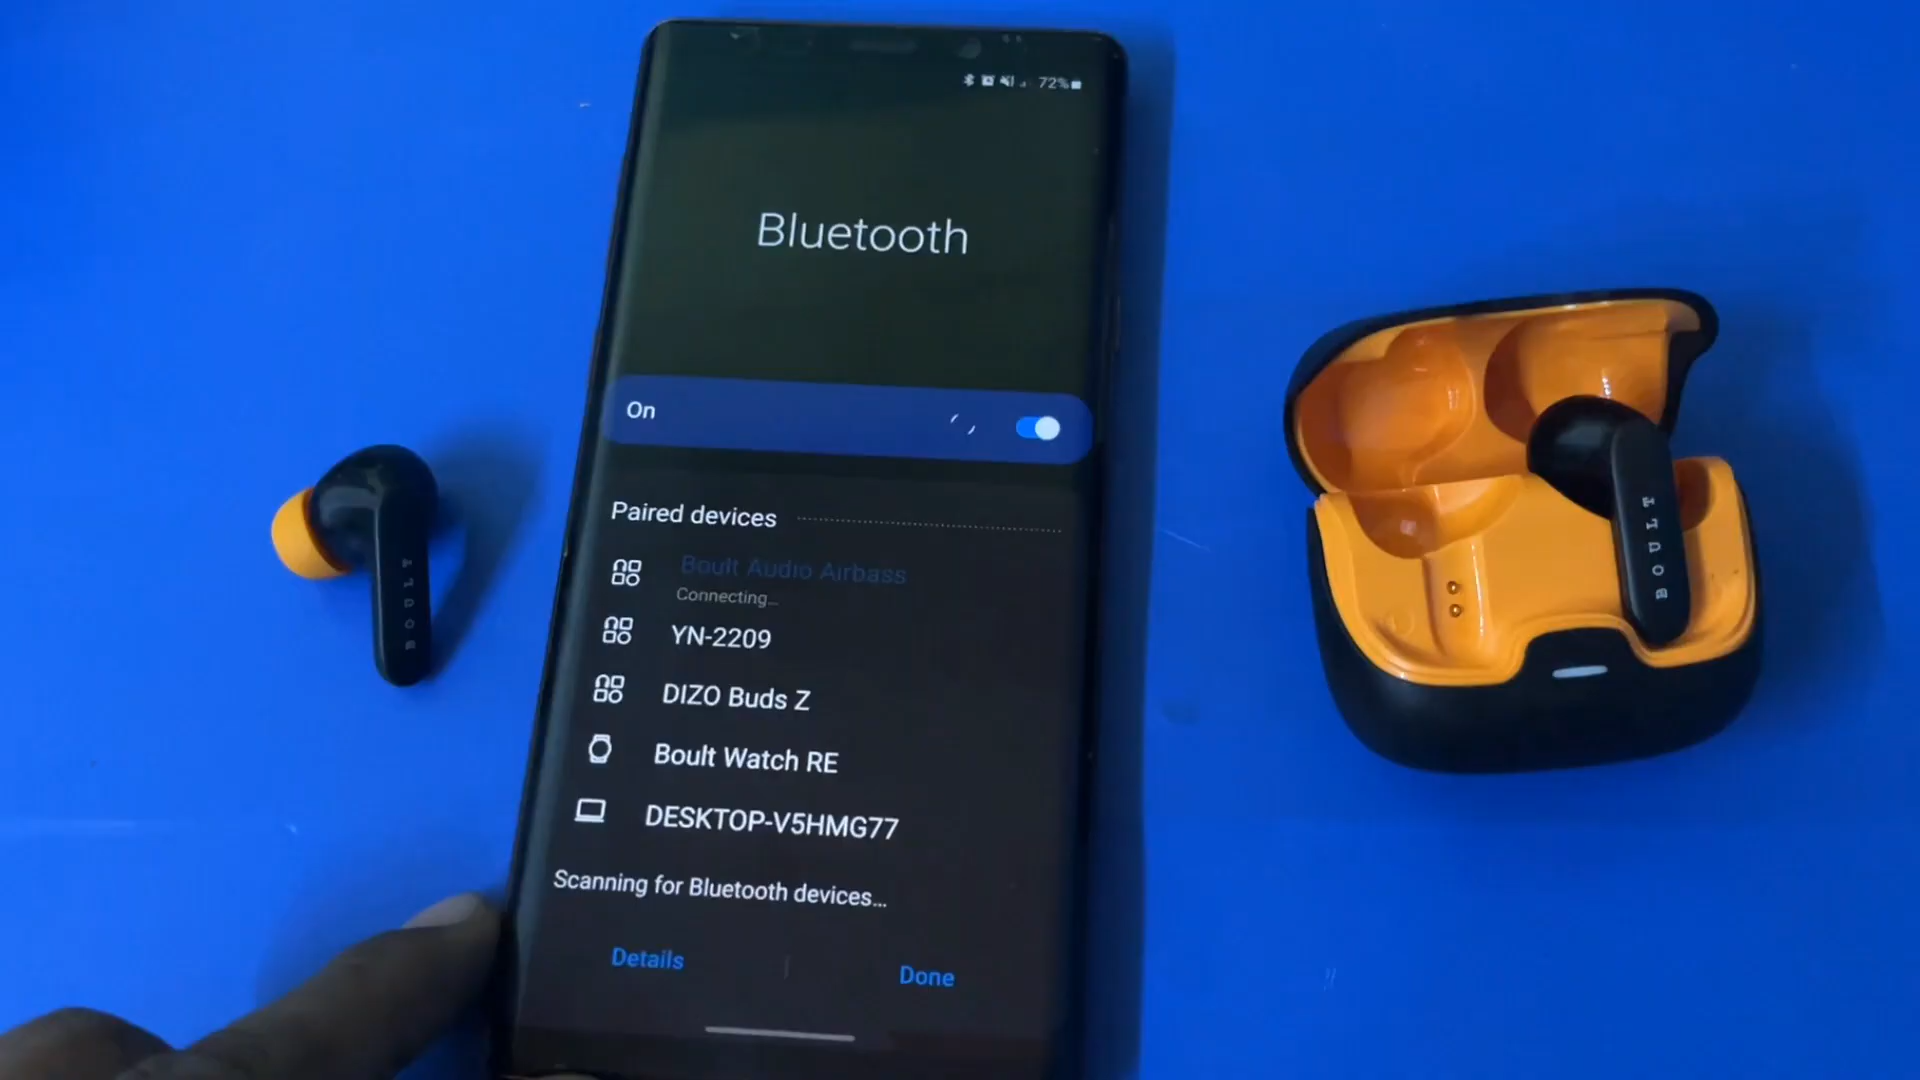 72%
Bluetooth
On
Paired devices
Boult Audio Airbass
Connecting...
YN-2209
DIZO Buds Z
Boult Watch RE
DESKTOP-V5HMG77
Scanning for Bluetooth devices...
Details
Done
BOULT
BOULT